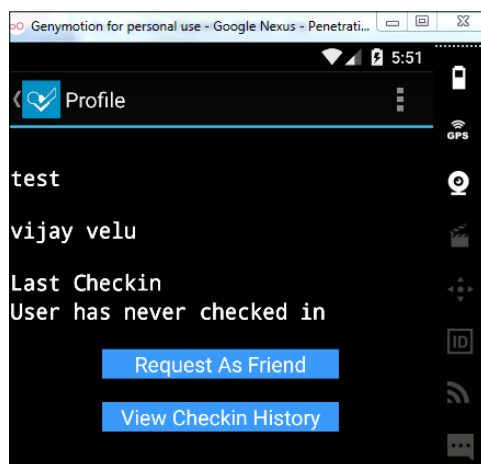 Genymotion for personal use - Google Nexus - Penetrati...
5:51
Profile
GPS
test
vijay velu
Last Checkin
User has never checked in
ID
Request As Friend
View Checkin History